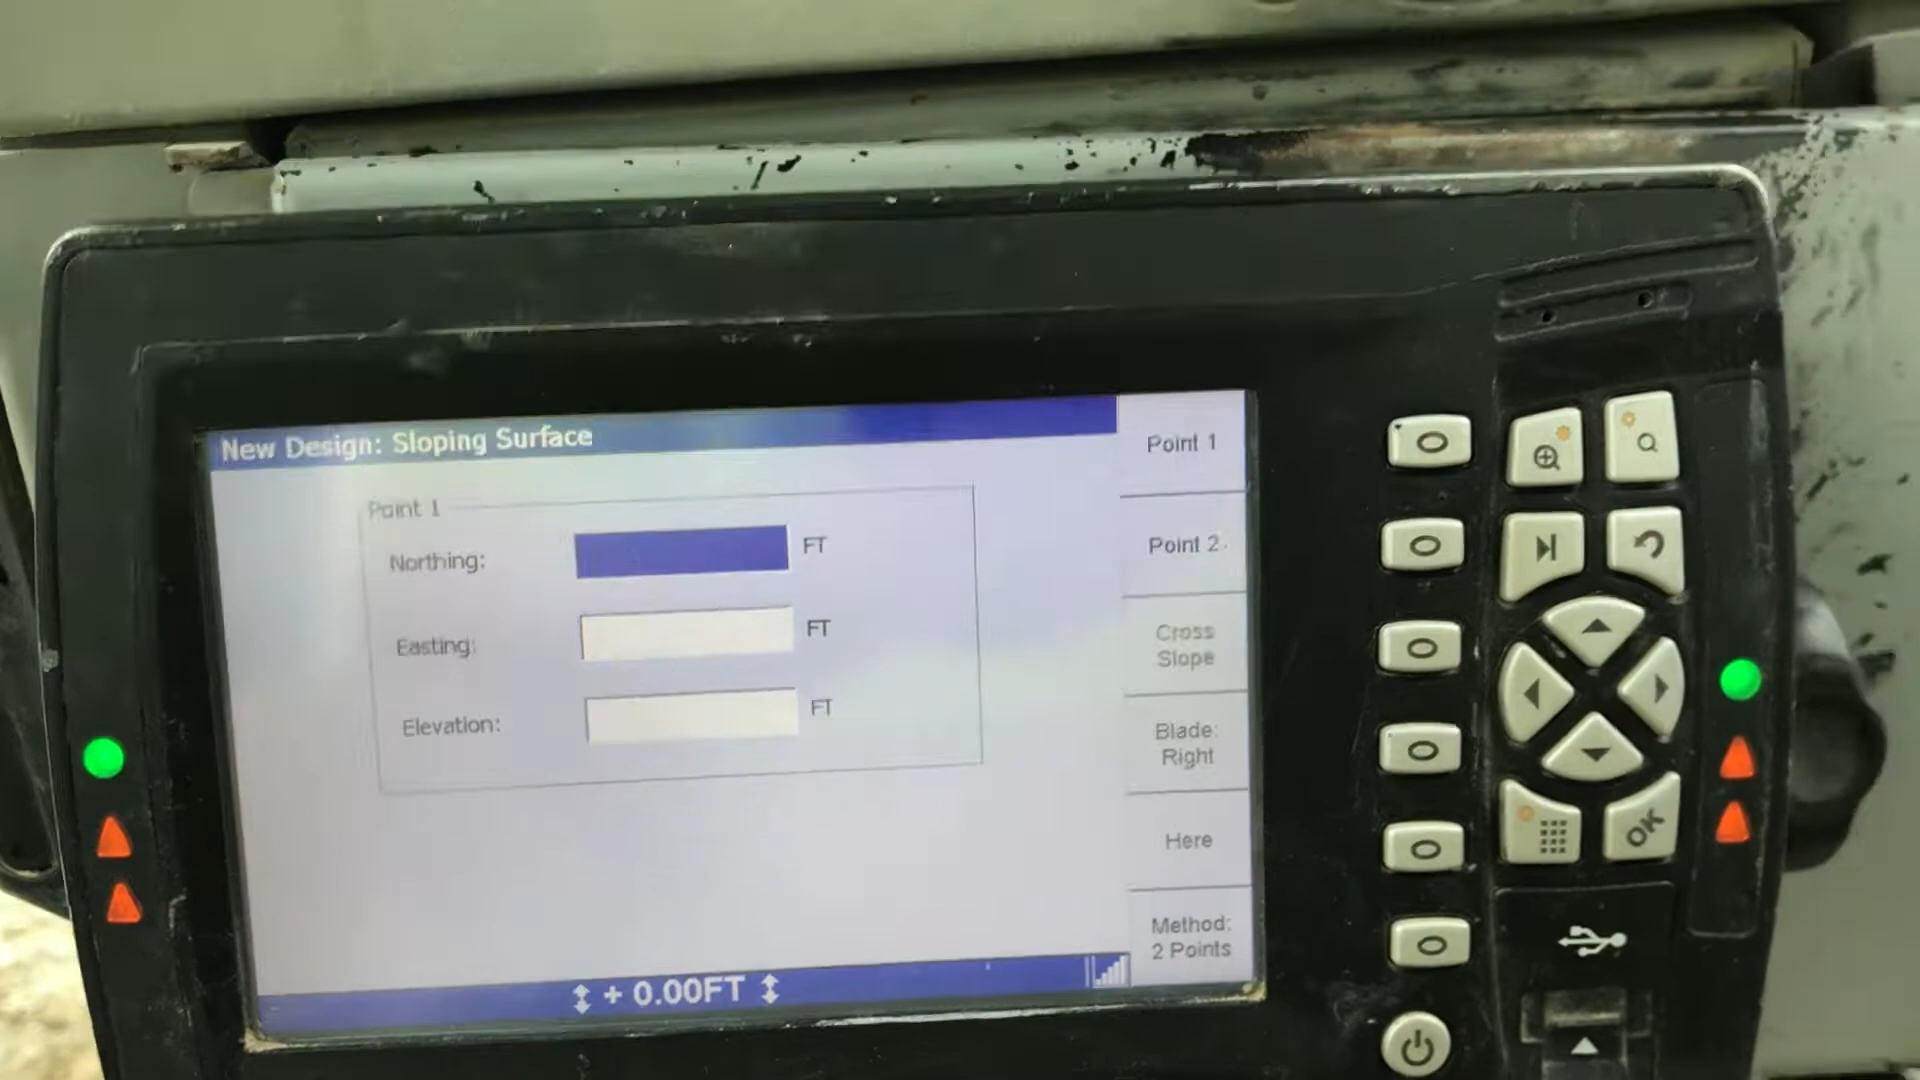 New Design: Sloping Surface
Point 1
Northing:
FT
Easting:
FT
Elevation:
FT
+ 0.00FT
Point 1
Point 2
Cross
Slope
Blade:
Right
Here
Method:
2 Points
OK